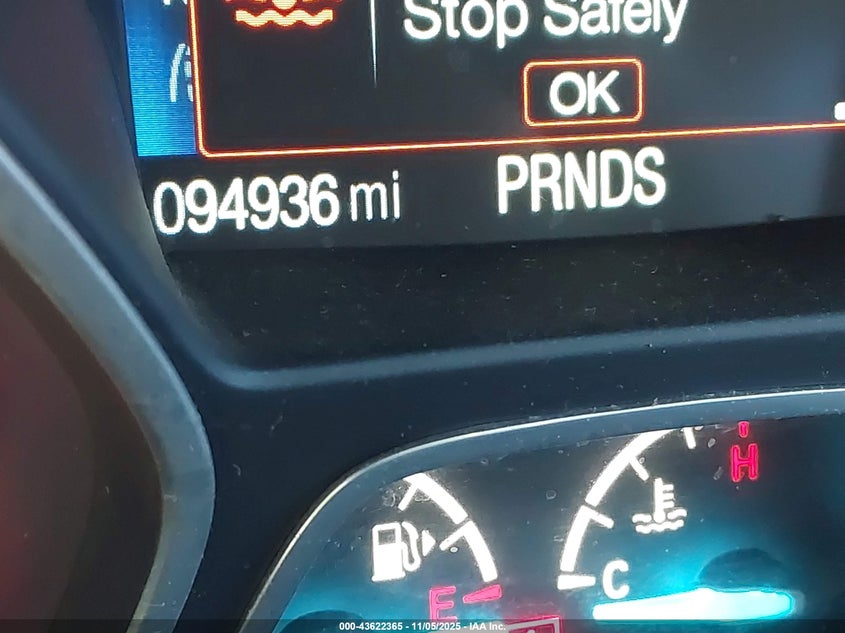 Stop Safely
OK
094936 mi
PRNDS
H
C
E
000-43622365 - 11/05/2025 - IAA Inc.